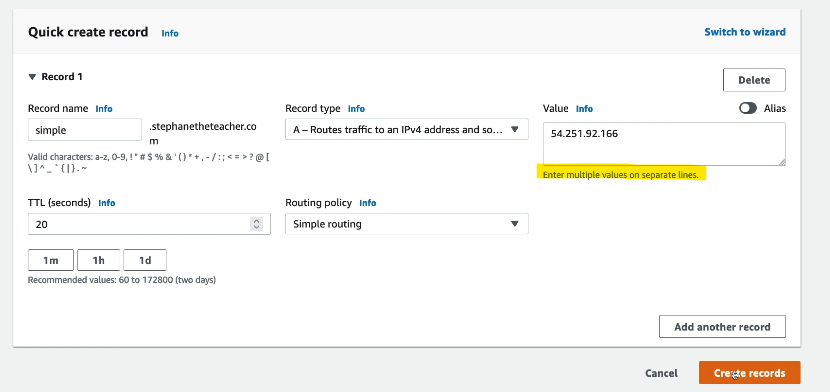 Quick create record Info
Switch to wizard
▼ Record 1
Delete
Record name Info
simple
.stephanetheteacher.co
m
Valid characters: a-z, 0-9, ! " # $ % & ' ( ) * + , - / : ; < = > ? @ [
\ ] ^ _ ` { | } . ~
Record type Info
A – Routes traffic to an IPv4 address and so...
Value Info
Alias
54.251.92.166
Enter multiple values on separate lines.
TTL (seconds) Info
20
1m 1h 1d
Recommended values: 60 to 172800 (two days)
Routing policy Info
Simple routing
Add another record
Cancel
Create records